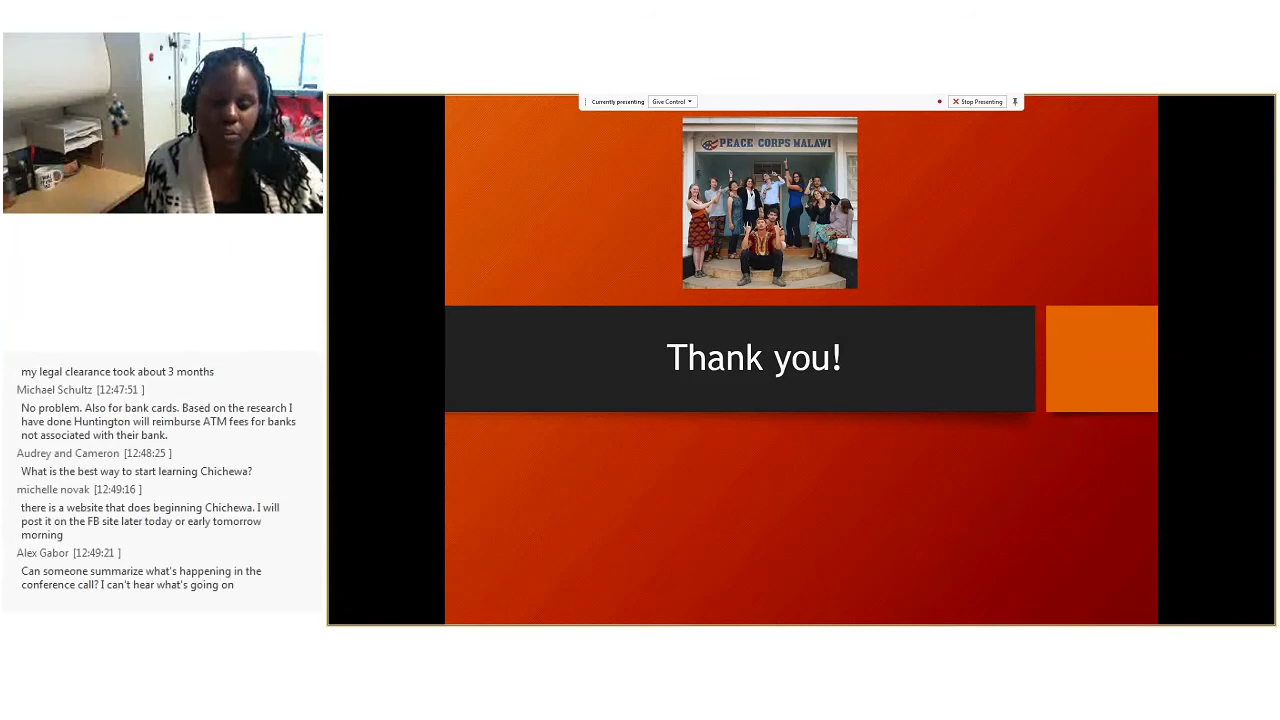 my legal clearance took about 3 months
Michael Schultz [12:47:51 ]
No problem. Also for bank cards. Based on the research I
have done Huntington will reimburse ATM fees for banks
not associated with their bank.
Audrey and Cameron [12:48:25 ]
What is the best way to start learning Chichewa?
michelle novak [12:49:16 ]
there is a website that does beginning Chichewa. I will
post it on the FB site later today or early tomorrow
morning
Alex Gabor [12:49:21 ]
Can someone summarize what's happening in the
conference call? I can't hear what's going on
Currently presenting Give Control Stop Presenting
PEACE CORPS MALAWI
Thank you!